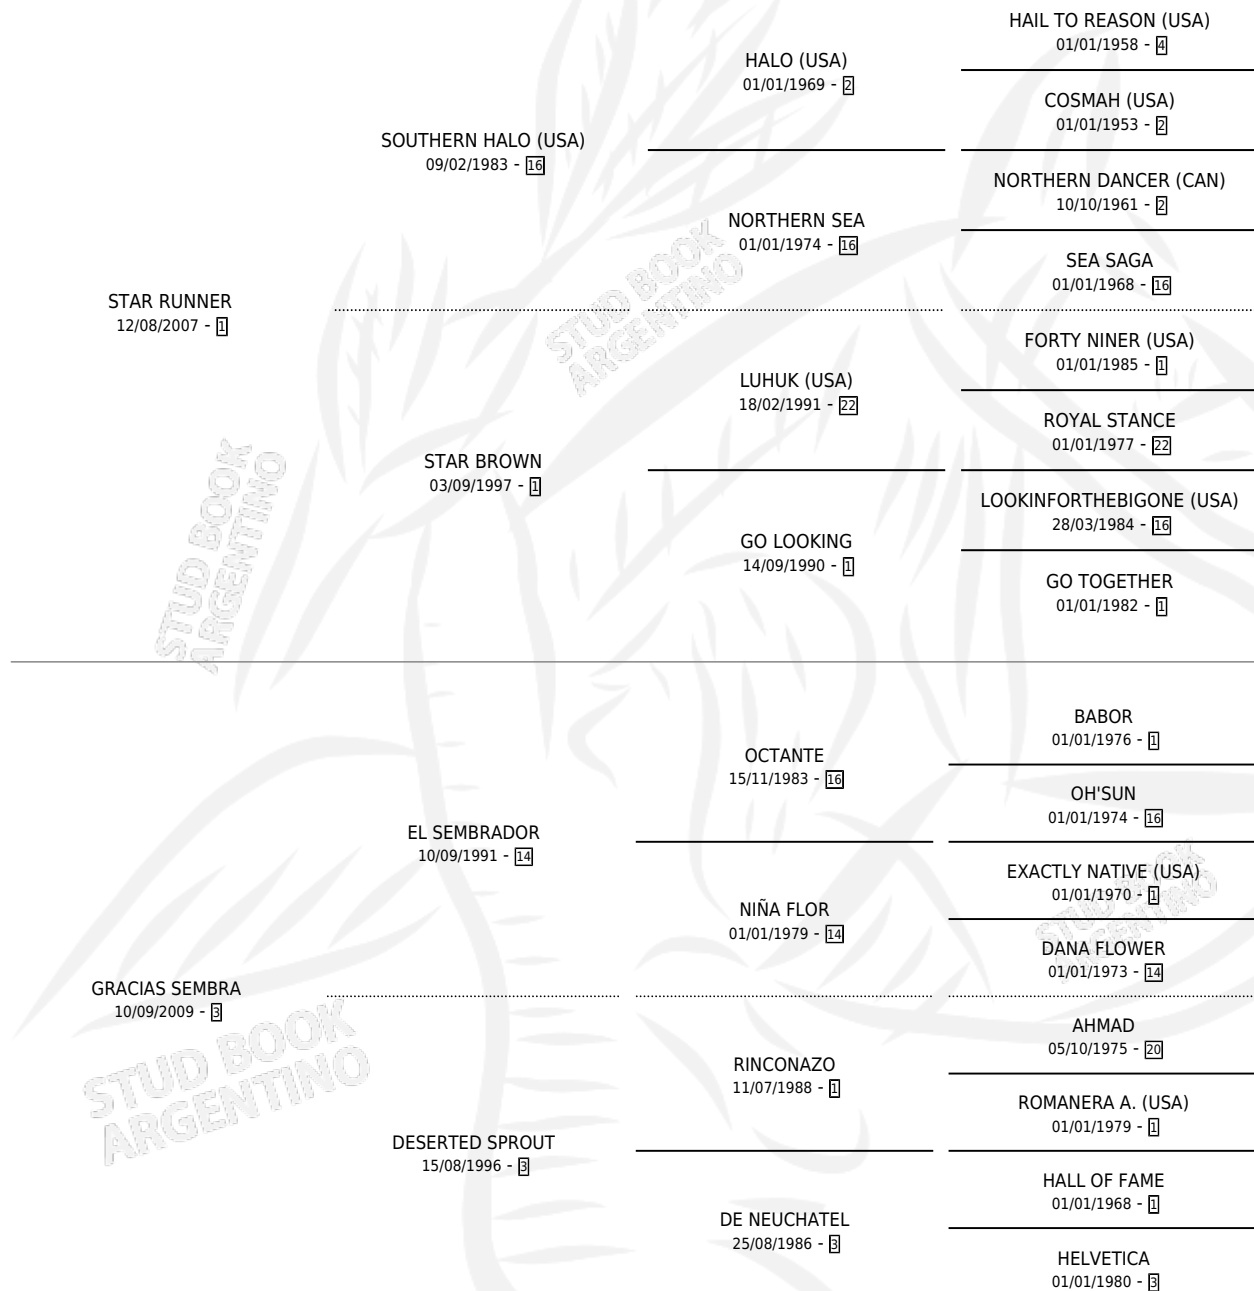 HAIL TO REASON (USA)
01/01/1958 - 4
HALO (USA)
01/01/1969 - 2
COSMAH (USA)
01/01/1953 - 2
SOUTHERN HALO (USA)
09/02/1983 - 16
NORTHERN DANCER (CAN)
10/10/1961 - 2
NORTHERN SEA
01/01/1974 - 16
SEA SAGA
01/01/1968 - 16
STAR RUNNER
12/08/2007 - 1
STUD BOOK
ARGENTINO
FORTY NINER (USA)
01/01/1985 - 1
LUHUK (USA)
18/02/1991 - 22
ROYAL STANCE
01/01/1977 - 22
STAR BROWN
03/09/1997 - 1
LOOKINFORTHEBIGONE (USA)
28/03/1984 - 16
GO LOOKING
14/09/1990 - 1
GO TOGETHER
01/01/1982 - 1
STUD BOOK
ARGENTINO
BABOR
01/01/1976 - 1
OCTANTE
15/11/1983 - 16
OH'SUN
01/01/1974 - 16
EL SEMBRADOR
10/09/1991 - 14
EXACTLY NATIVE (USA)
01/01/1970 - 1
NIÑA FLOR
01/01/1979 - 14
DANA FLOWER
01/01/1973 - 14
STUD BOOK
ARGENTINO
GRACIAS SEMBRA
10/09/2009 - 3
AHMAD
05/10/1975 - 20
RINCONAZO
11/07/1988 - 1
ROMANERA A. (USA)
01/01/1979 - 1
STUD BOOK
ARGENTINO
DESERTED SPROUT
15/08/1996 - 3
HALL OF FAME
01/01/1968 - 1
DE NEUCHATEL
25/08/1986 - 3
HELVETICA
01/01/1980 - 3